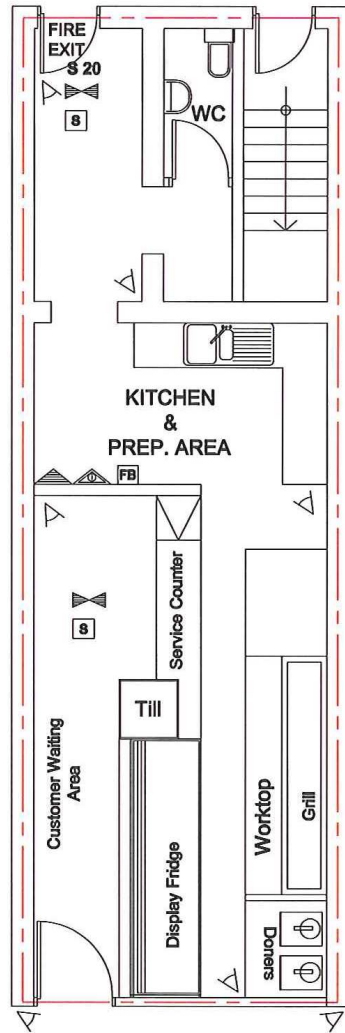 FIRE
EXIT
S 20
S
WC
KITCHEN
&
PREP. AREA
FB
S
Service Counter
Till
Customer Waiting
Area
Display Fridge
Worktop
Grill
Doners